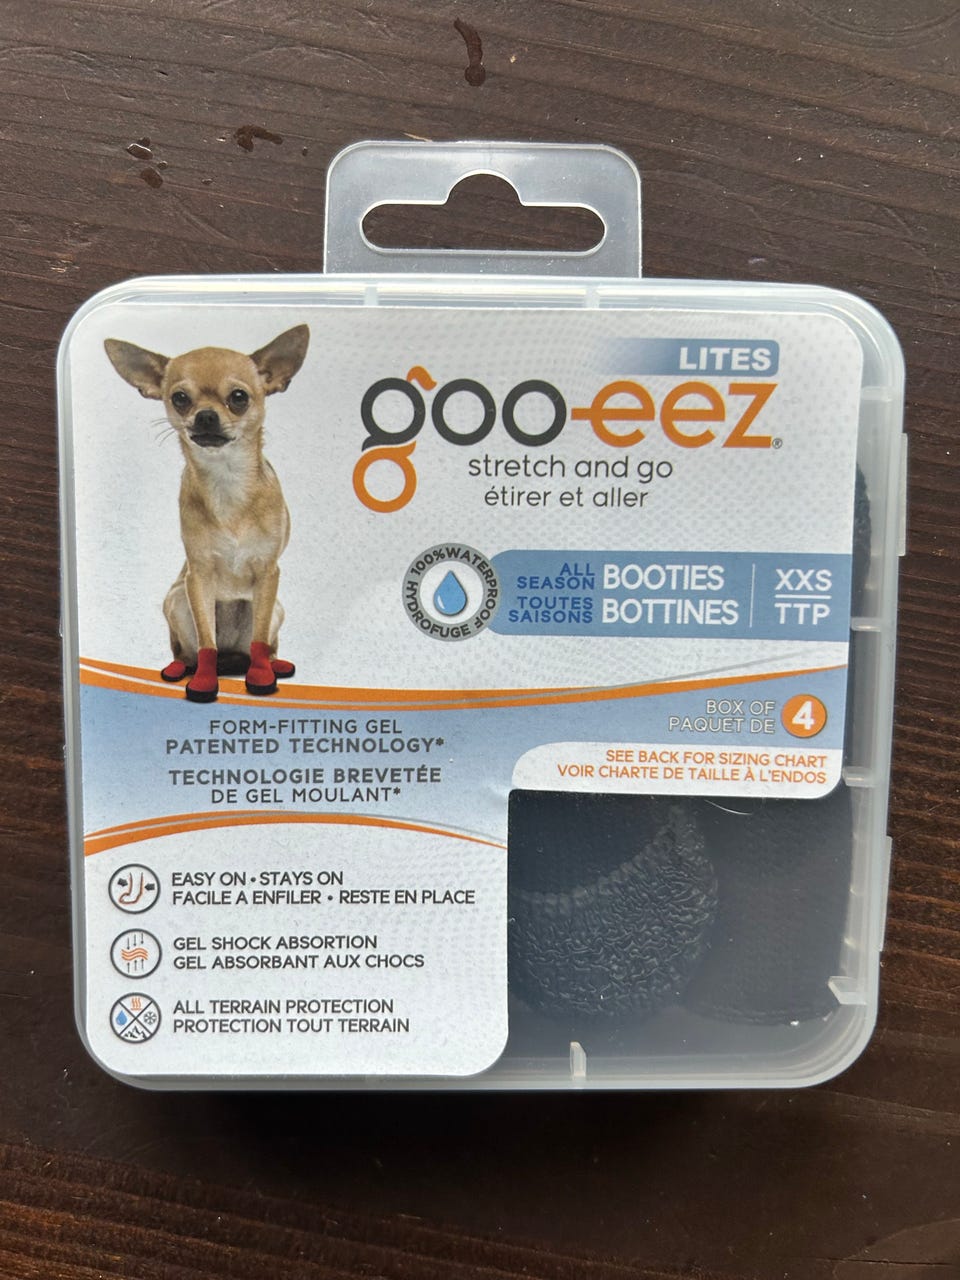 LITES
goo-eez®
stretch and go
étirer et aller
100% WATERPROOF
HYDROFUGE
ALL SEASON BOOTIES
TOUTES SAISONS BOTTINES
XXS
TTP
BOX OF
PAQUET DE 4
SEE BACK FOR SIZING CHART
VOIR CHARTE DE TAILLE À L'ENDOS
FORM-FITTING GEL
PATENTED TECHNOLOGY*
TECHNOLOGIE BREVETÉE
DE GEL MOULANT*
EASY ON • STAYS ON
FACILE A ENFILER • RESTE EN PLACE
GEL SHOCK ABSORTION
GEL ABSORBANT AUX CHOCS
ALL TERRAIN PROTECTION
PROTECTION TOUT TERRAIN